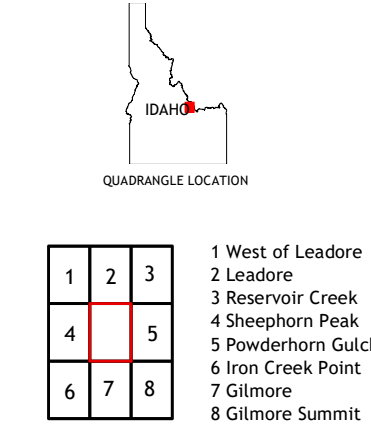 IDAHO
QUADRANGLE LOCATION
1 2 3
4 5
6 7 8
1 West of Leadore
2 Leadore
3 Reservoir Creek
4 Sheephorn Peak
5 Powderhorn Gulch
6 Iron Creek Point
7 Gilmore
8 Gilmore Summit